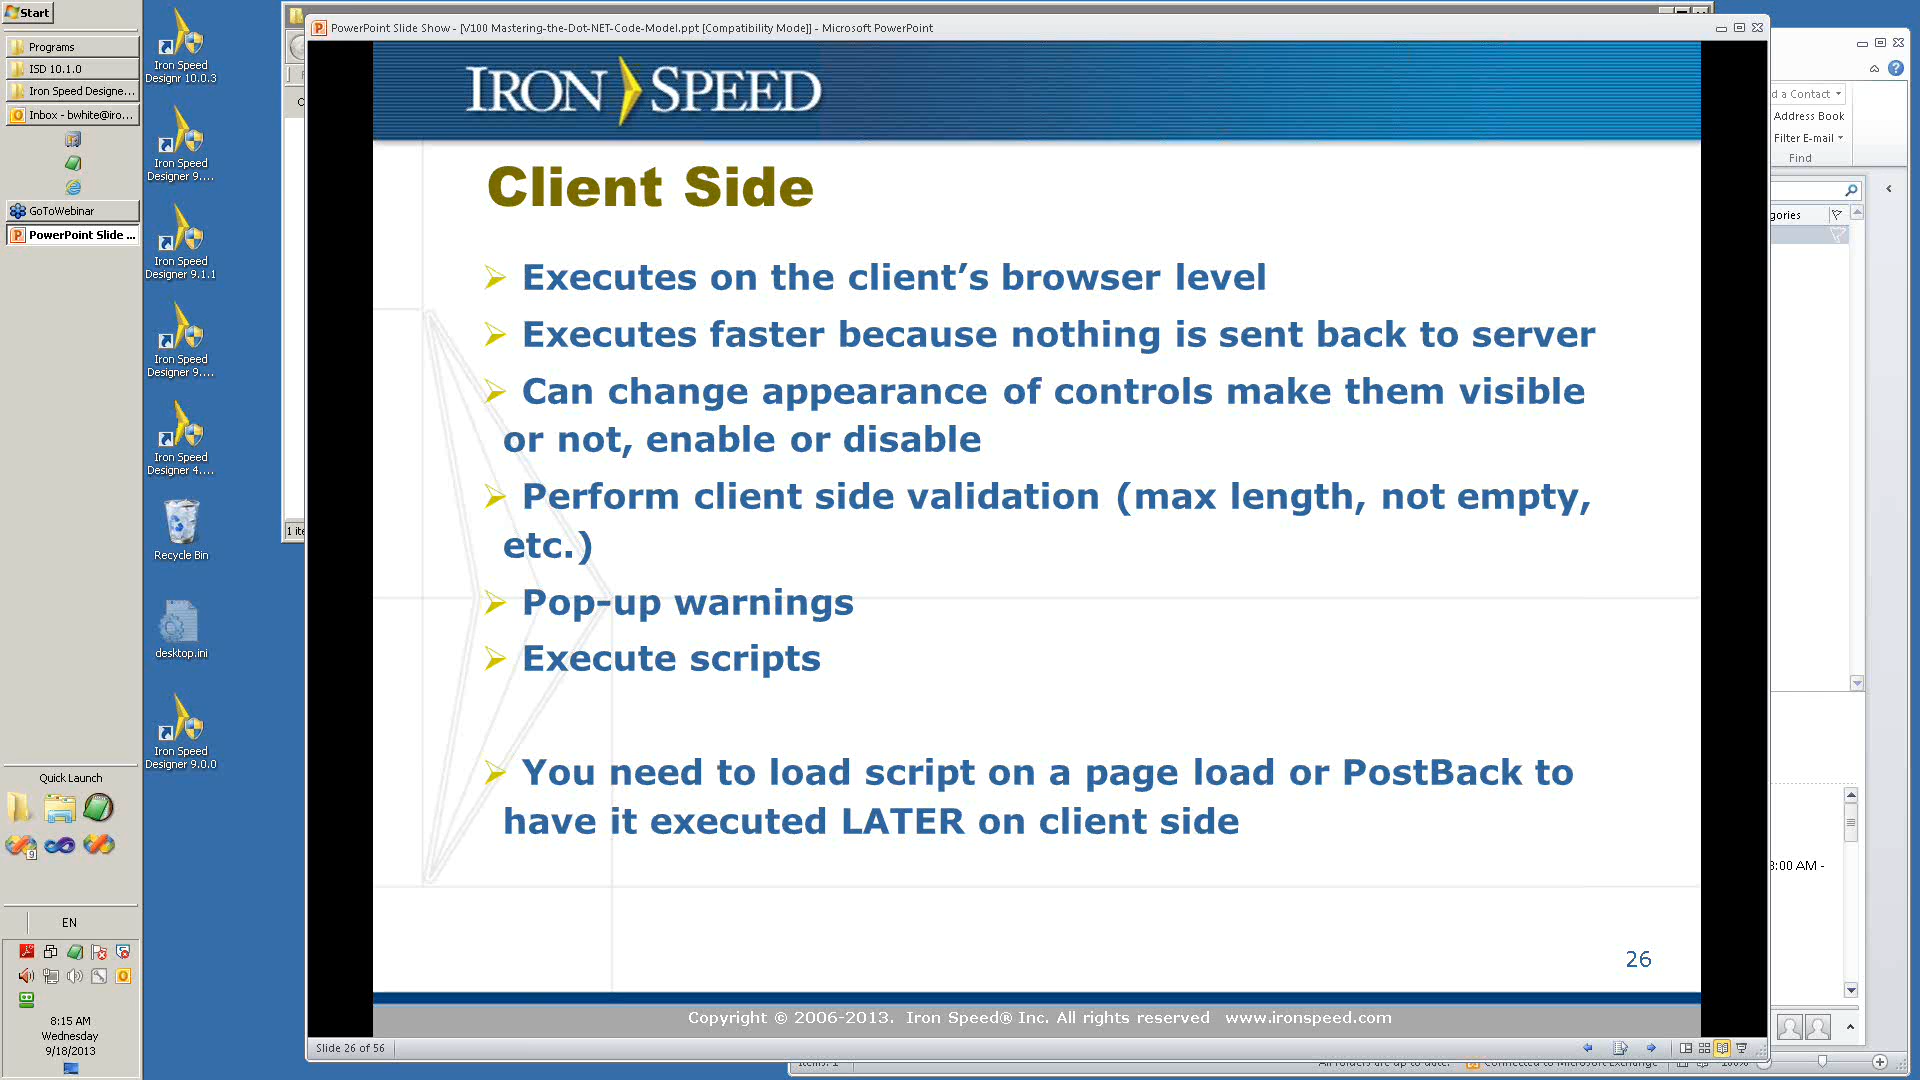 Start
Programs
ISD 10.1.0
Iron Speed Designe...
Inbox - bwhite@iro...
GoToWebinar
PowerPoint Slide ...
Iron Speed
Designr 10.0.3
Iron Speed
Designer 9....
Iron Speed
Designer 9.1.1
Iron Speed
Designer 9....
Iron Speed
Designer 4....
Recycle Bin
desktop.ini
Iron Speed
Designer 9.0.0
Quick Launch
9
EN
8:15 AM
Wednesday
9/18/2013
PowerPoint Slide Show - [V100 Mastering-the-Dot-NET-Code-Model.ppt [Compatibility Mode]] - Microsoft PowerPoint
IRON SPEED
Client Side
Executes on the client’s browser level
Executes faster because nothing is sent back to server
Can change appearance of controls make them visible
or not, enable or disable
Perform client side validation (max length, not empty,
etc.)
Pop-up warnings
Execute scripts
You need to load script on a page load or PostBack to
have it executed LATER on client side
26
Copyright © 2006-2013. Iron Speed® Inc. All rights reserved www.ironspeed.com
Slide 26 of 56
1 ite
d a Contact
Address Book
Filter E-mail
Find
gories
8:00 AM -